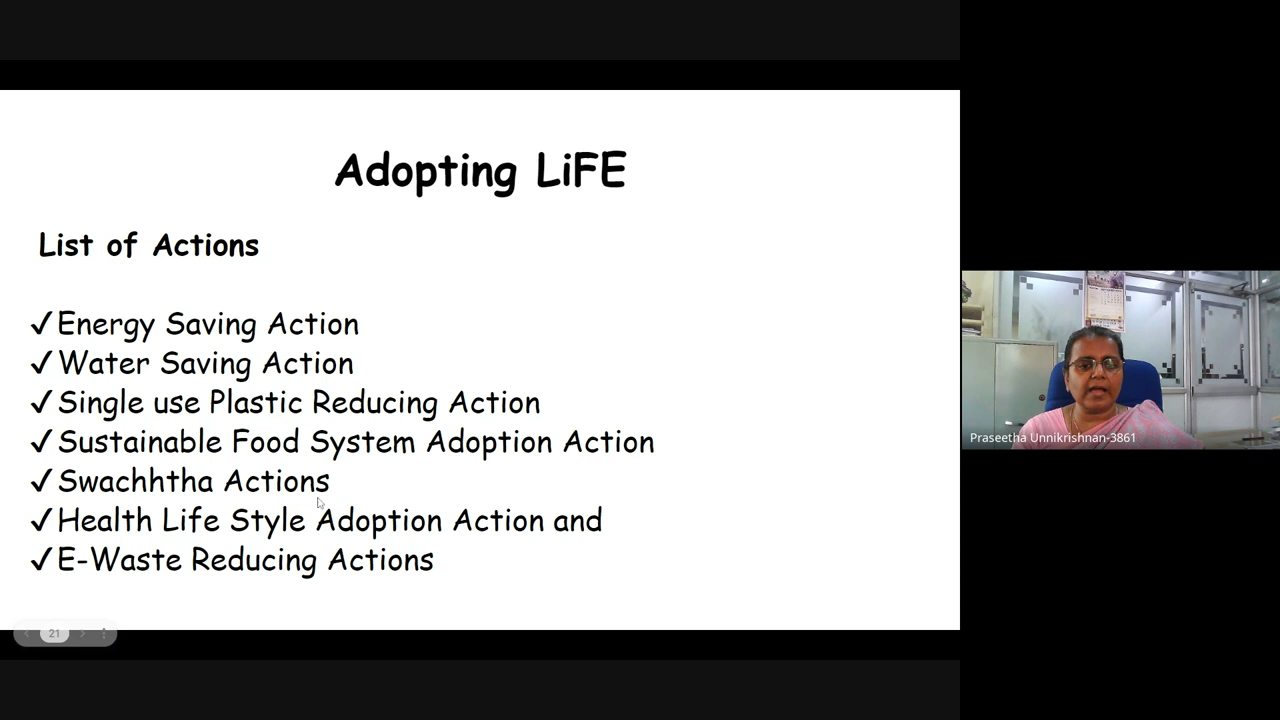 Adopting LiFE
List of Actions
✓Energy Saving Action
✓Water Saving Action
✓Single use Plastic Reducing Action
✓Sustainable Food System Adoption Action
✓Swachhtha Actions
✓Health Life Style Adoption Action and
✓E-Waste Reducing Actions
21
Praseetha Unnikrishnan-3861